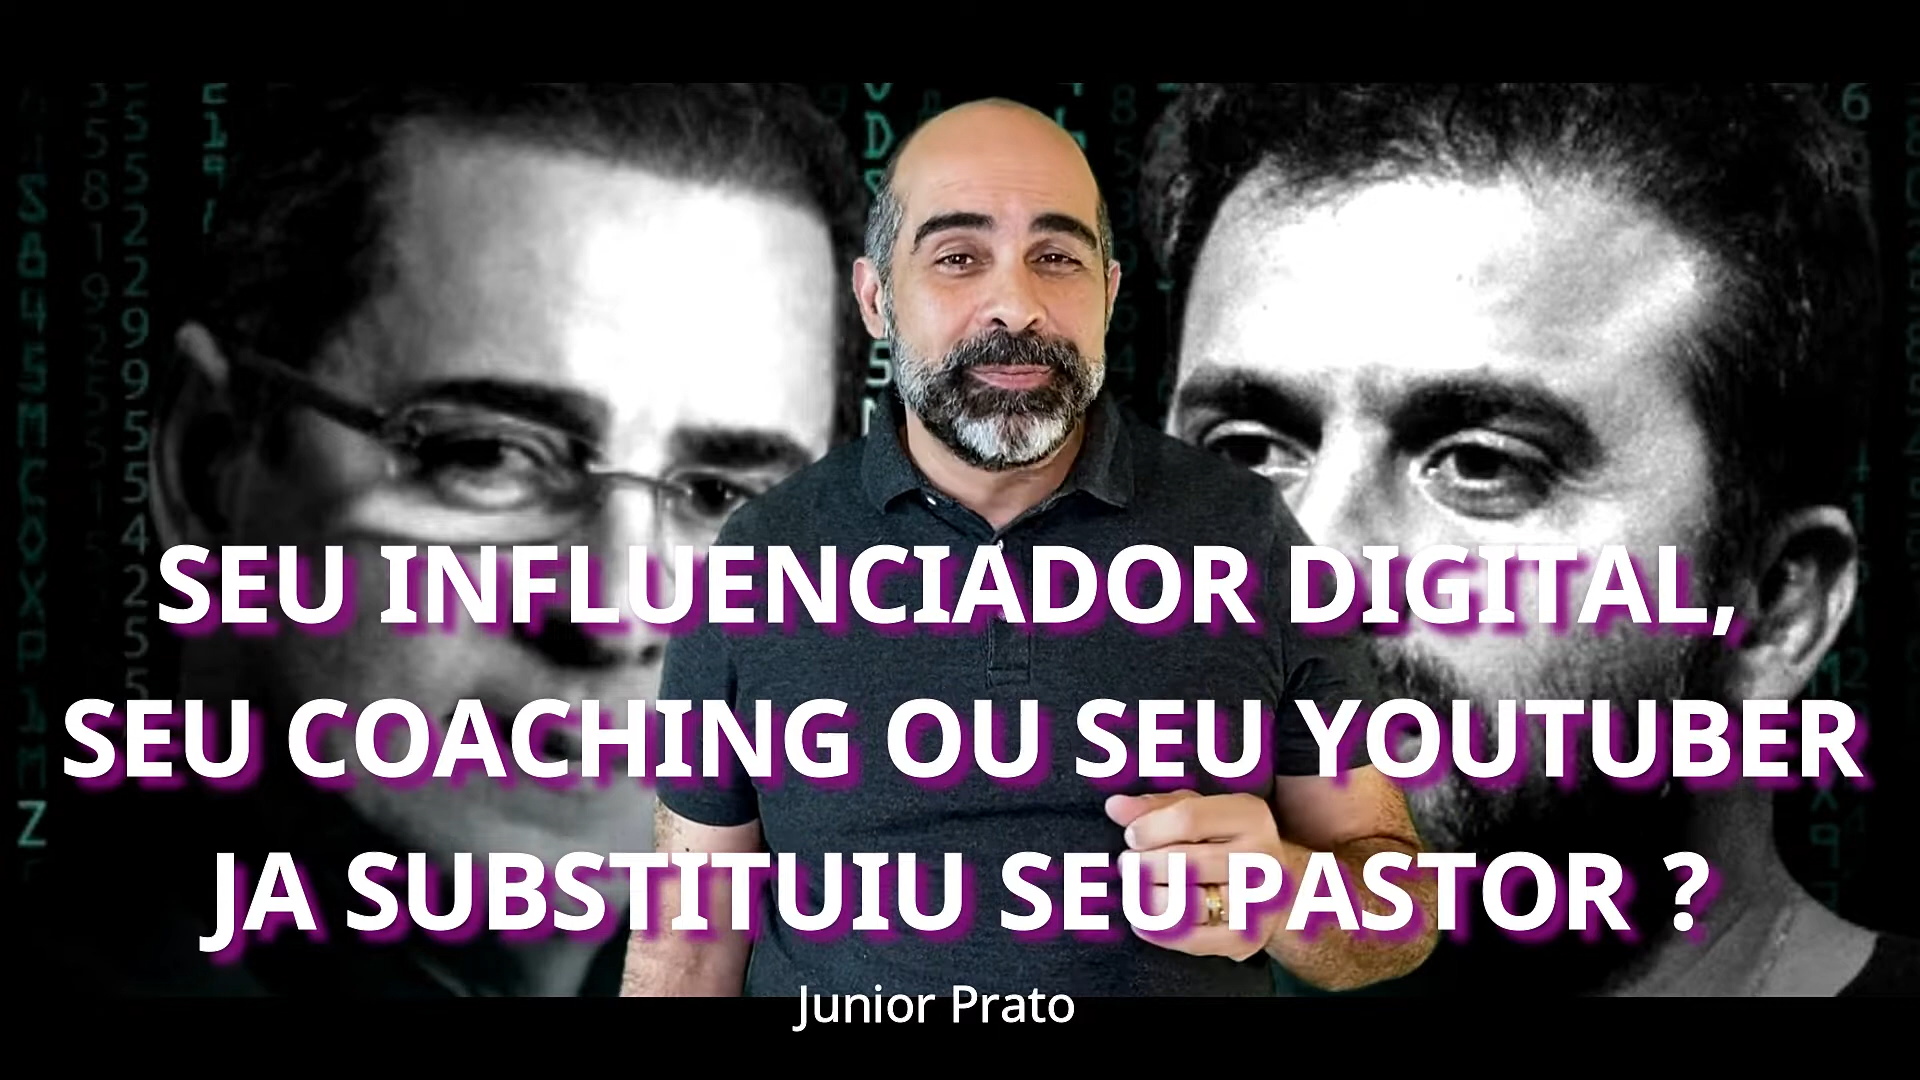 SEU INFLUENCIADOR DIGITAL,
SEU COACHING OU SEU YOUTUBER
JA SUBSTITUIU SEU PASTOR ?
Junior Prato